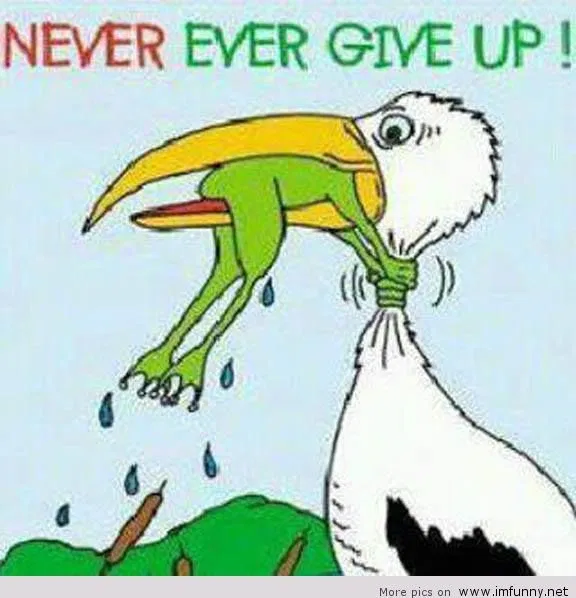 NEVER EVER GIVE UP !
More pics on www.imfunny.net